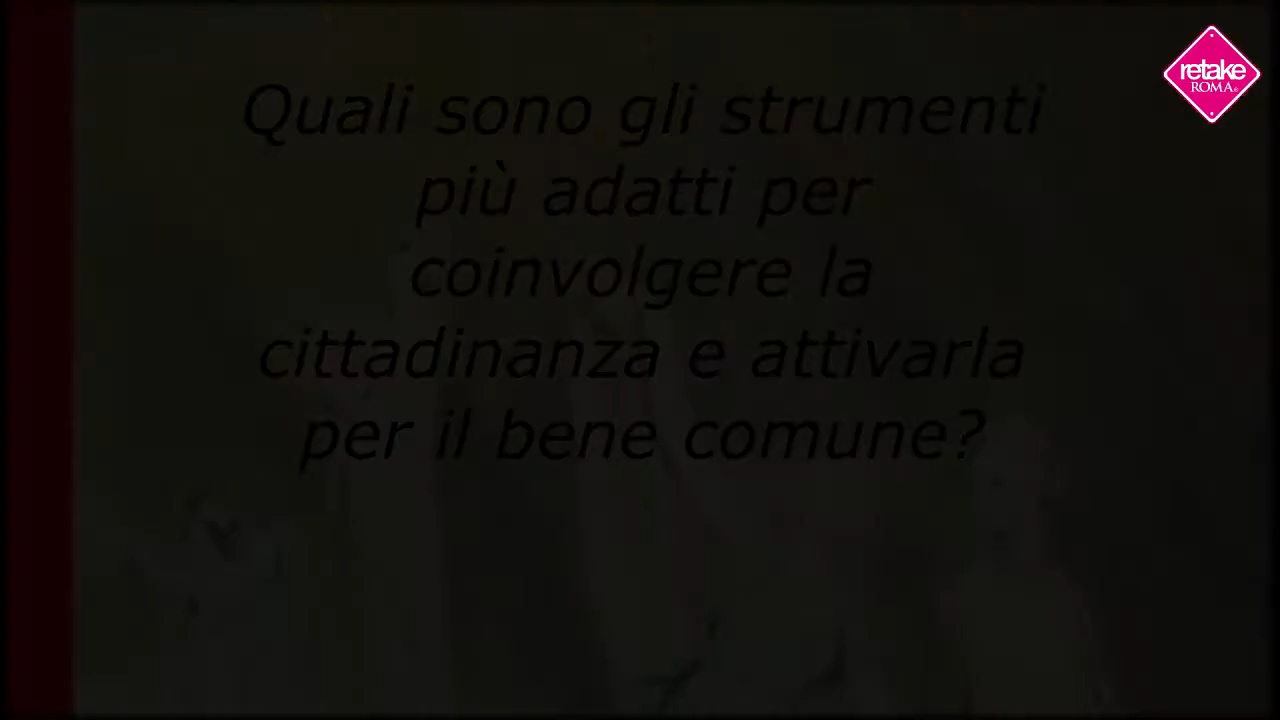 Quali sono gli strumenti
più adatti per
coinvolgere la
cittadinanza e attivarla
per il bene comune?
retake
ROMA